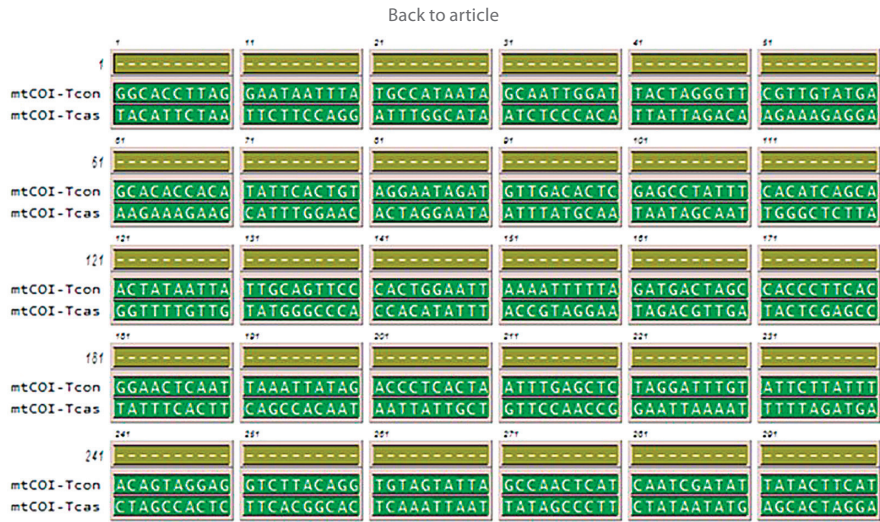 Back to article
1 11 21 31 41 51
1
mtCOI-Tcon GGCACCTTAG GAATAATTTA TGCCATAATA GCAATTGGAT TACTAGGGTT CGTTGTATGA
mtCOI-Tcas TACATTCTAA TTCTTCCAGG ATTTGGCATA ATCTCCCACA TTATTAGACA AGAAAGAGGA
61 71 81 91 101 111
61
mtCOI-Tcon GCACACCACA TATTCACTGT AGGAATAGAT GTTGACACTC GAGCCTATTT CACATCAGCA
mtCOI-Tcas AAGAAAGAAG CATTTGGAAC ACTAGGAATA ATTTATGCAA TAATAGCAAT TGGGCTCTTA
121 131 141 151 161 171
121
mtCOI-Tcon ACTATAATTA TTGCAGTTCC CACTGGAATT AAAATTTTTA GATGACTAGC CACCCTTCAC
mtCOI-Tcas GGTTTTGTTG TATGGGCCCA CCACATATTT ACCGTAGGAA TAGACGTTGA TACTCGAGCC
181 191 201 211 221 231
181
mtCOI-Tcon GGAACTCAAT TAAATTATAG ACCCTCACTA ATTTGAGCTC TAGGATTTGT ATTCTTATTT
mtCOI-Tcas TATTTCACTT CAGCCACAAT AATTATTGCT GTTCCAACCG GAATTAAAAT TTTTAGATGA
241 251 261 271 281 291
241
mtCOI-Tcon ACAGTAGGAG GTCTTACAGG TGTAGTATTA GCCAACTCAT CAATCGATAT TATACTTCAT
mtCOI-Tcas CTAGCCACTC TTCACGGCAC TCAAATTAAT TATAGCCCTT CTATAATATG AGCACTAGGA